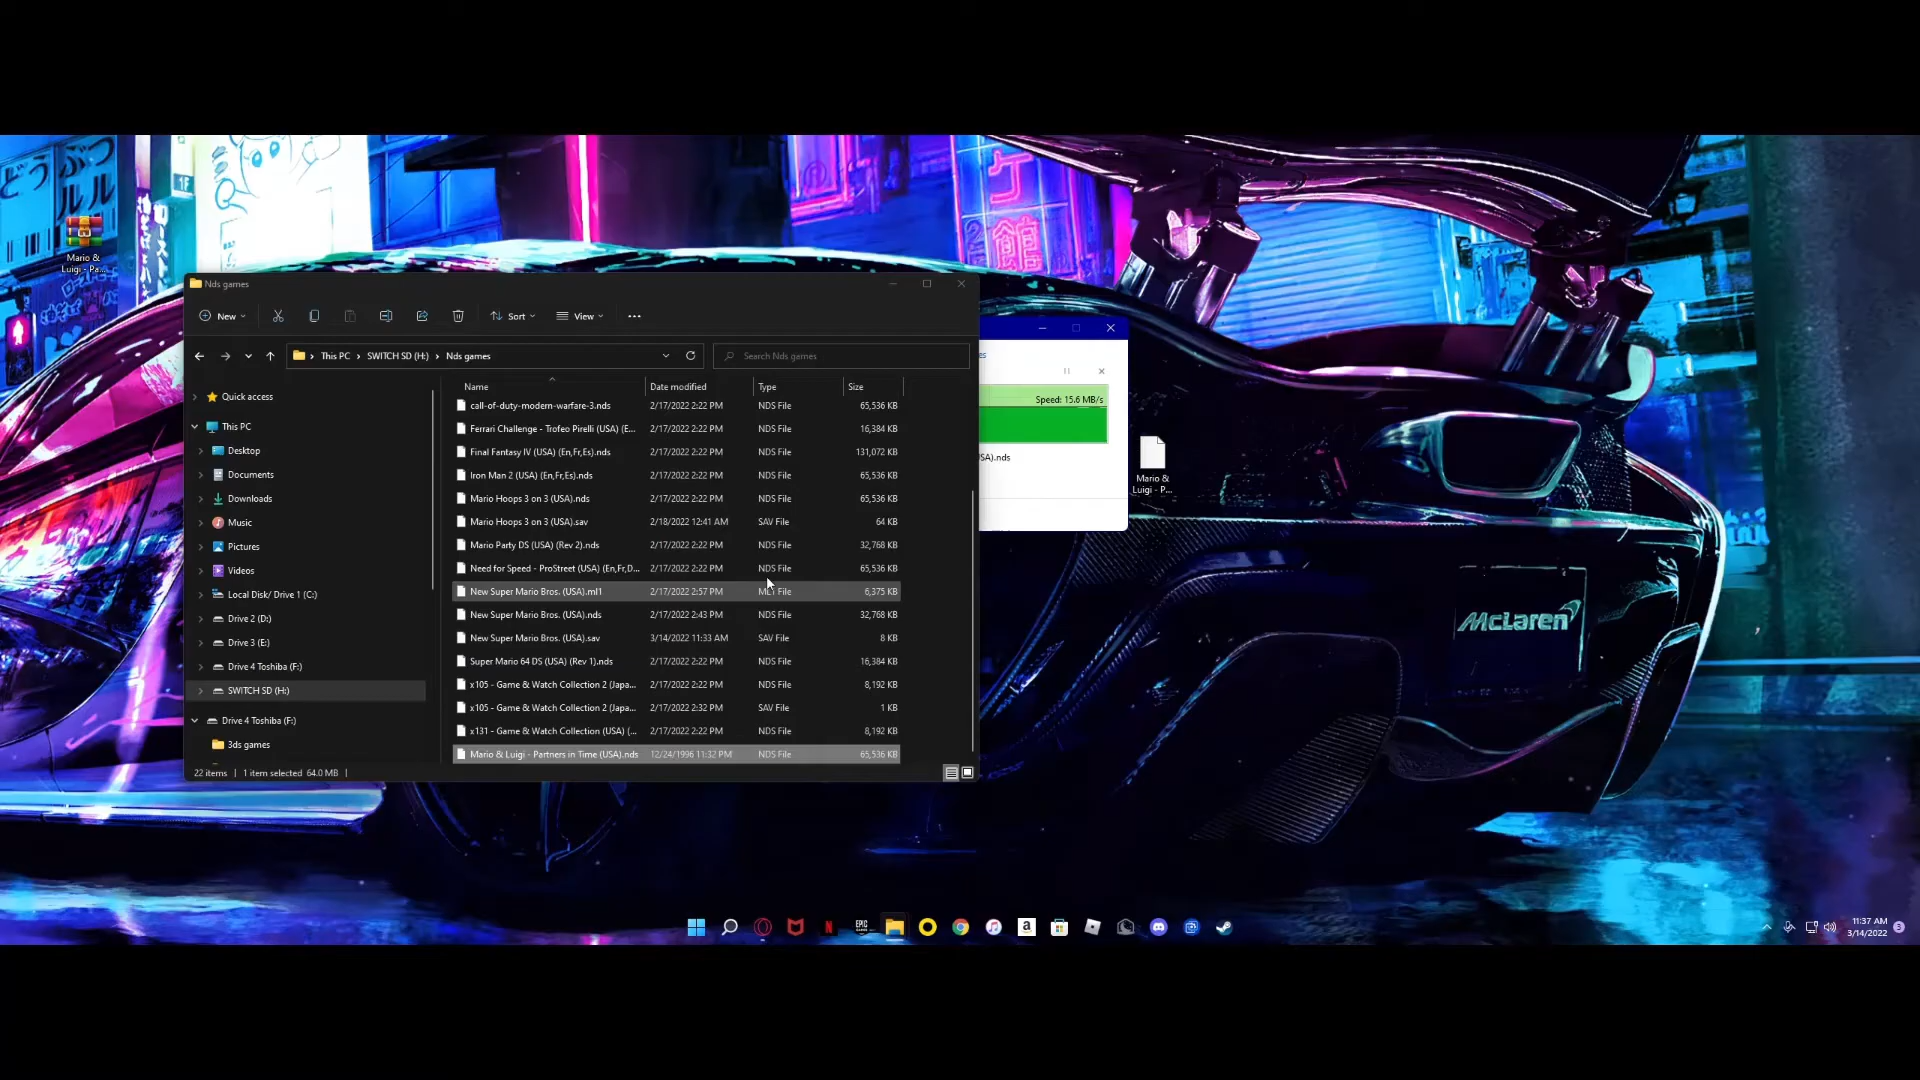 どう ぶつ
ルル
1F
ケ
館
Mario &
Luigi - Pa...
Nds games
New
Sort
View
This PC > SWITCH SD (H:) > Nds games
Search Nds games
Quick access
This PC
Desktop
Documents
Downloads
Music
Pictures
Videos
Local Disk/ Drive 1 (C:)
Drive 2 (D:)
Drive 3 (E:)
Drive 4 Toshiba (F:)
SWITCH SD (H:)
Drive 4 Toshiba (F:)
3ds games
Name Date modified Type Size
call-of-duty-modern-warfare-3.nds 2/17/2022 2:22 PM NDS File 65,536 KB
Ferrari Challenge - Trofeo Pirelli (USA) (E... 2/17/2022 2:22 PM NDS File 16,384 KB
Final Fantasy IV (USA) (En,Fr,Es).nds 2/17/2022 2:22 PM NDS File 131,072 KB
Iron Man 2 (USA) (En,Fr,Es).nds 2/17/2022 2:22 PM NDS File 65,536 KB
Mario Hoops 3 on 3 (USA).nds 2/17/2022 2:22 PM NDS File 65,536 KB
Mario Hoops 3 on 3 (USA).sav 2/18/2022 12:41 AM SAV File 64 KB
Mario Party DS (USA) (Rev 2).nds 2/17/2022 2:22 PM NDS File 32,768 KB
Need for Speed - ProStreet (USA) (En,Fr,D... 2/17/2022 2:22 PM NDS File 65,536 KB
New Super Mario Bros. (USA).ml1 2/17/2022 2:57 PM ML1 File 6,375 KB
New Super Mario Bros. (USA).nds 2/17/2022 2:43 PM NDS File 32,768 KB
New Super Mario Bros. (USA).sav 3/14/2022 11:33 AM SAV File 8 KB
Super Mario 64 DS (USA) (Rev 1).nds 2/17/2022 2:22 PM NDS File 16,384 KB
x105 - Game & Watch Collection 2 (Japa... 2/17/2022 2:22 PM NDS File 8,192 KB
x105 - Game & Watch Collection 2 (Japa... 2/17/2022 2:32 PM SAV File 1 KB
x131 - Game & Watch Collection (USA) (... 2/17/2022 2:22 PM NDS File 8,192 KB
Mario & Luigi - Partners in Time (USA).nds 12/24/1996 11:32 PM NDS File 65,536 KB
22 items | 1 item selected 64.0 MB |
es
Speed: 15.6 MB/s
SA).nds
Mario &
Luigi - P...
McLaren
EPIC
11:37 AM
3/14/2022
3